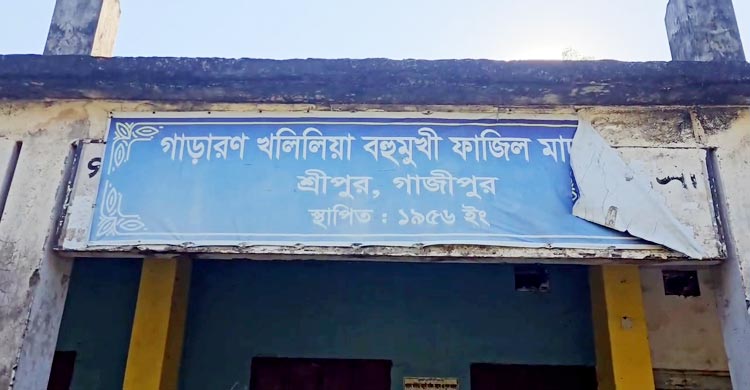 গাড়ারণ খলিলিয়া বহুমুখী ফাজিল মা
শ্রীপুর, গাজীপুর
স্থাপিত : ১৯৫৬ ইং